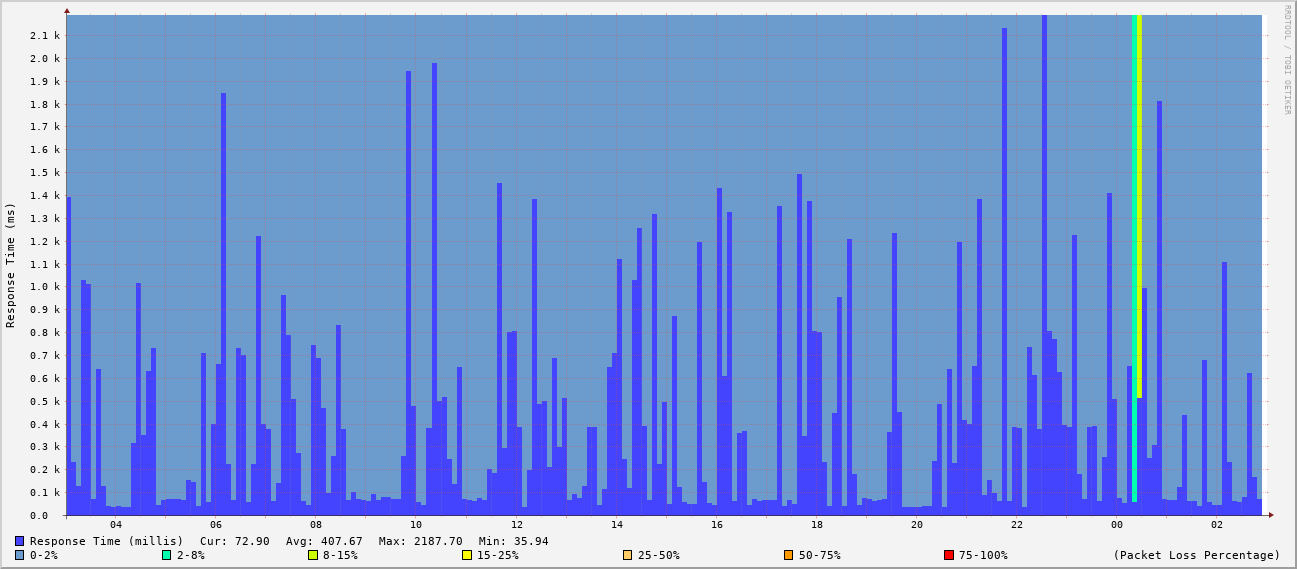 RRDTOOL / TOBI OETIKER
Response Time (ms)
2.1 k
2.0 k
1.9 k
1.8 k
1.7 k
1.6 k
1.5 k
1.4 k
1.3 k
1.2 k
1.1 k
1.0 k
0.9 k
0.8 k
0.7 k
0.6 k
0.5 k
0.4 k
0.3 k
0.2 k
0.1 k
0.0
04 06 08 10 12 14 16 18 20 22 00 02
Response Time (millis) Cur: 72.90 Avg: 407.67 Max: 2187.70 Min: 35.94
0-2% 2-8% 8-15% 15-25% 25-50% 50-75% 75-100% (Packet Loss Percentage)